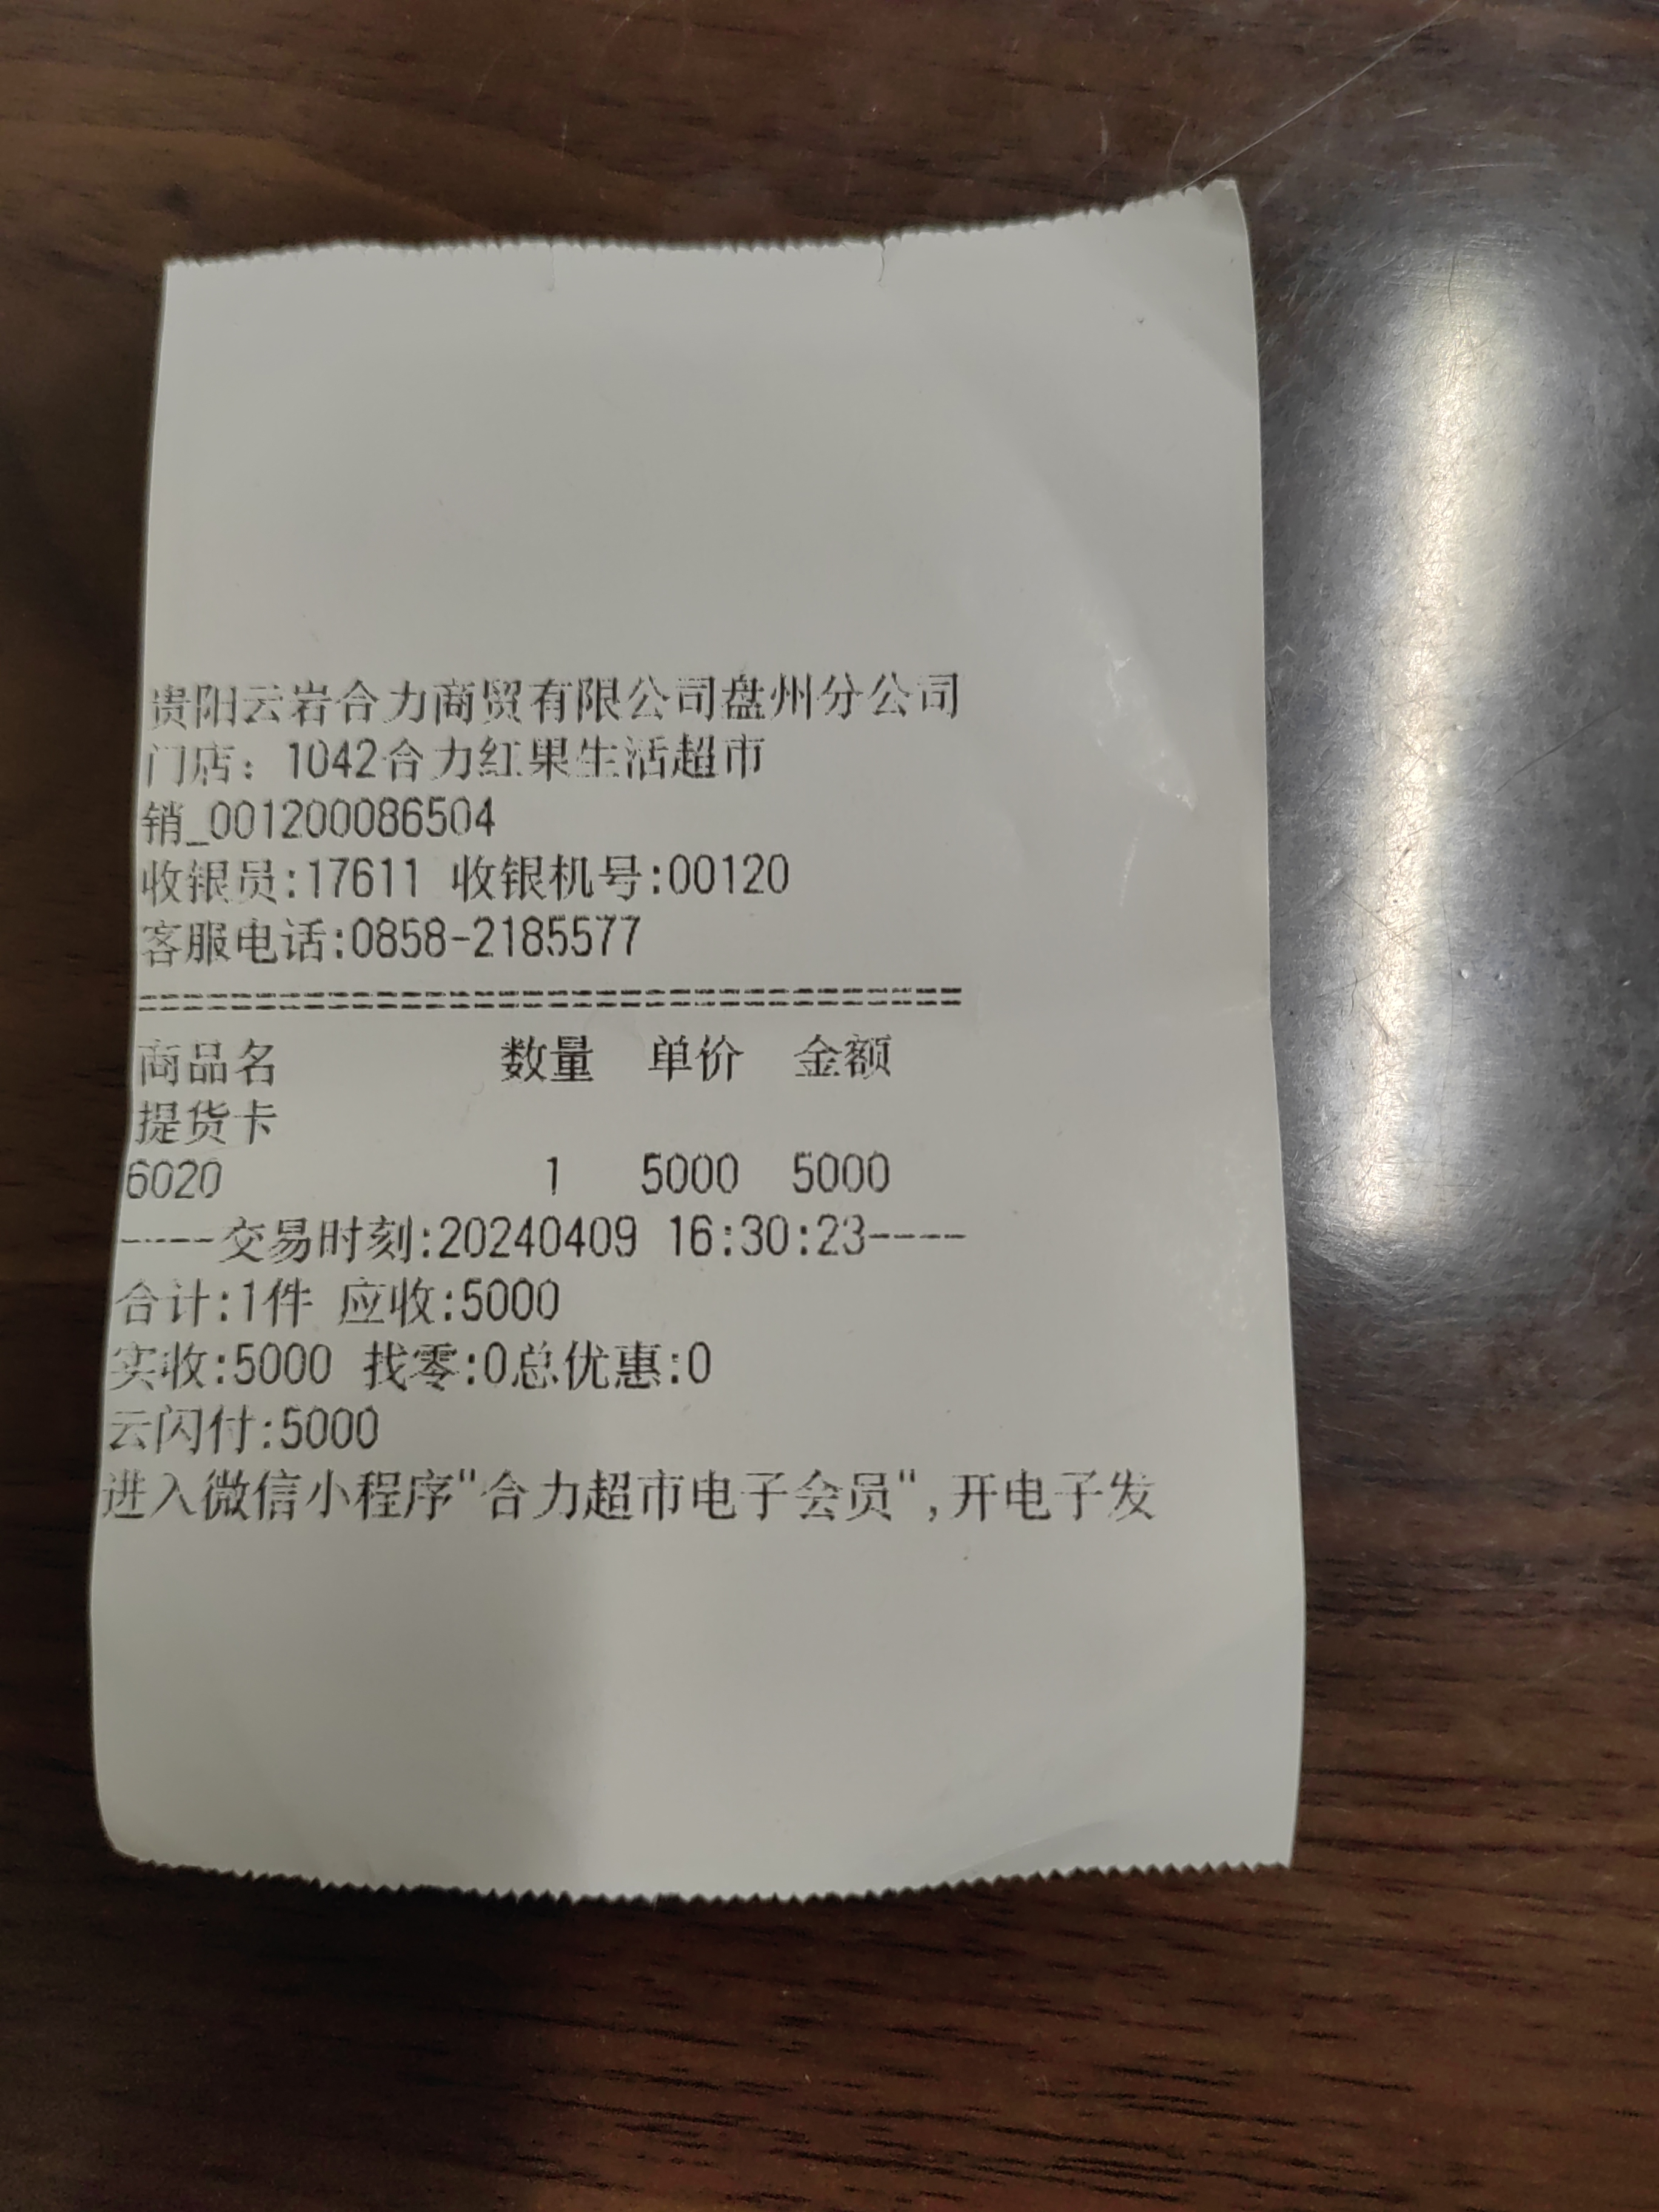 贵阳云岩合力商贸有限公司盘州分公司
门店：1042合力红果生活超市
销_001200086504
收银员:17611 收银机号:00120
客服电话:0858-2185577
==================================
商品名 数量 单价 金额
提货卡
6020 1 5000 5000
----交易时刻:20240409 16:30:23----
合计:1件 应收:5000
实收:5000 找零:0总优惠:0
云闪付:5000
进入微信小程序"合力超市电子会员",开电子发